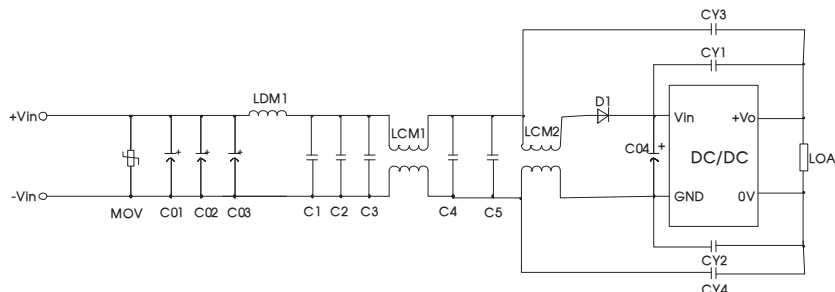 CY3
CY1
LDM1
D1
+Vin
LCM1
LCM2
Vin
+Vo
C04
+
DC/DC
LOA
-Vin
GND
0V
MOV
C01
+
C02
+
C03
+
C1
C2
C3
C4
C5
CY2
CY4